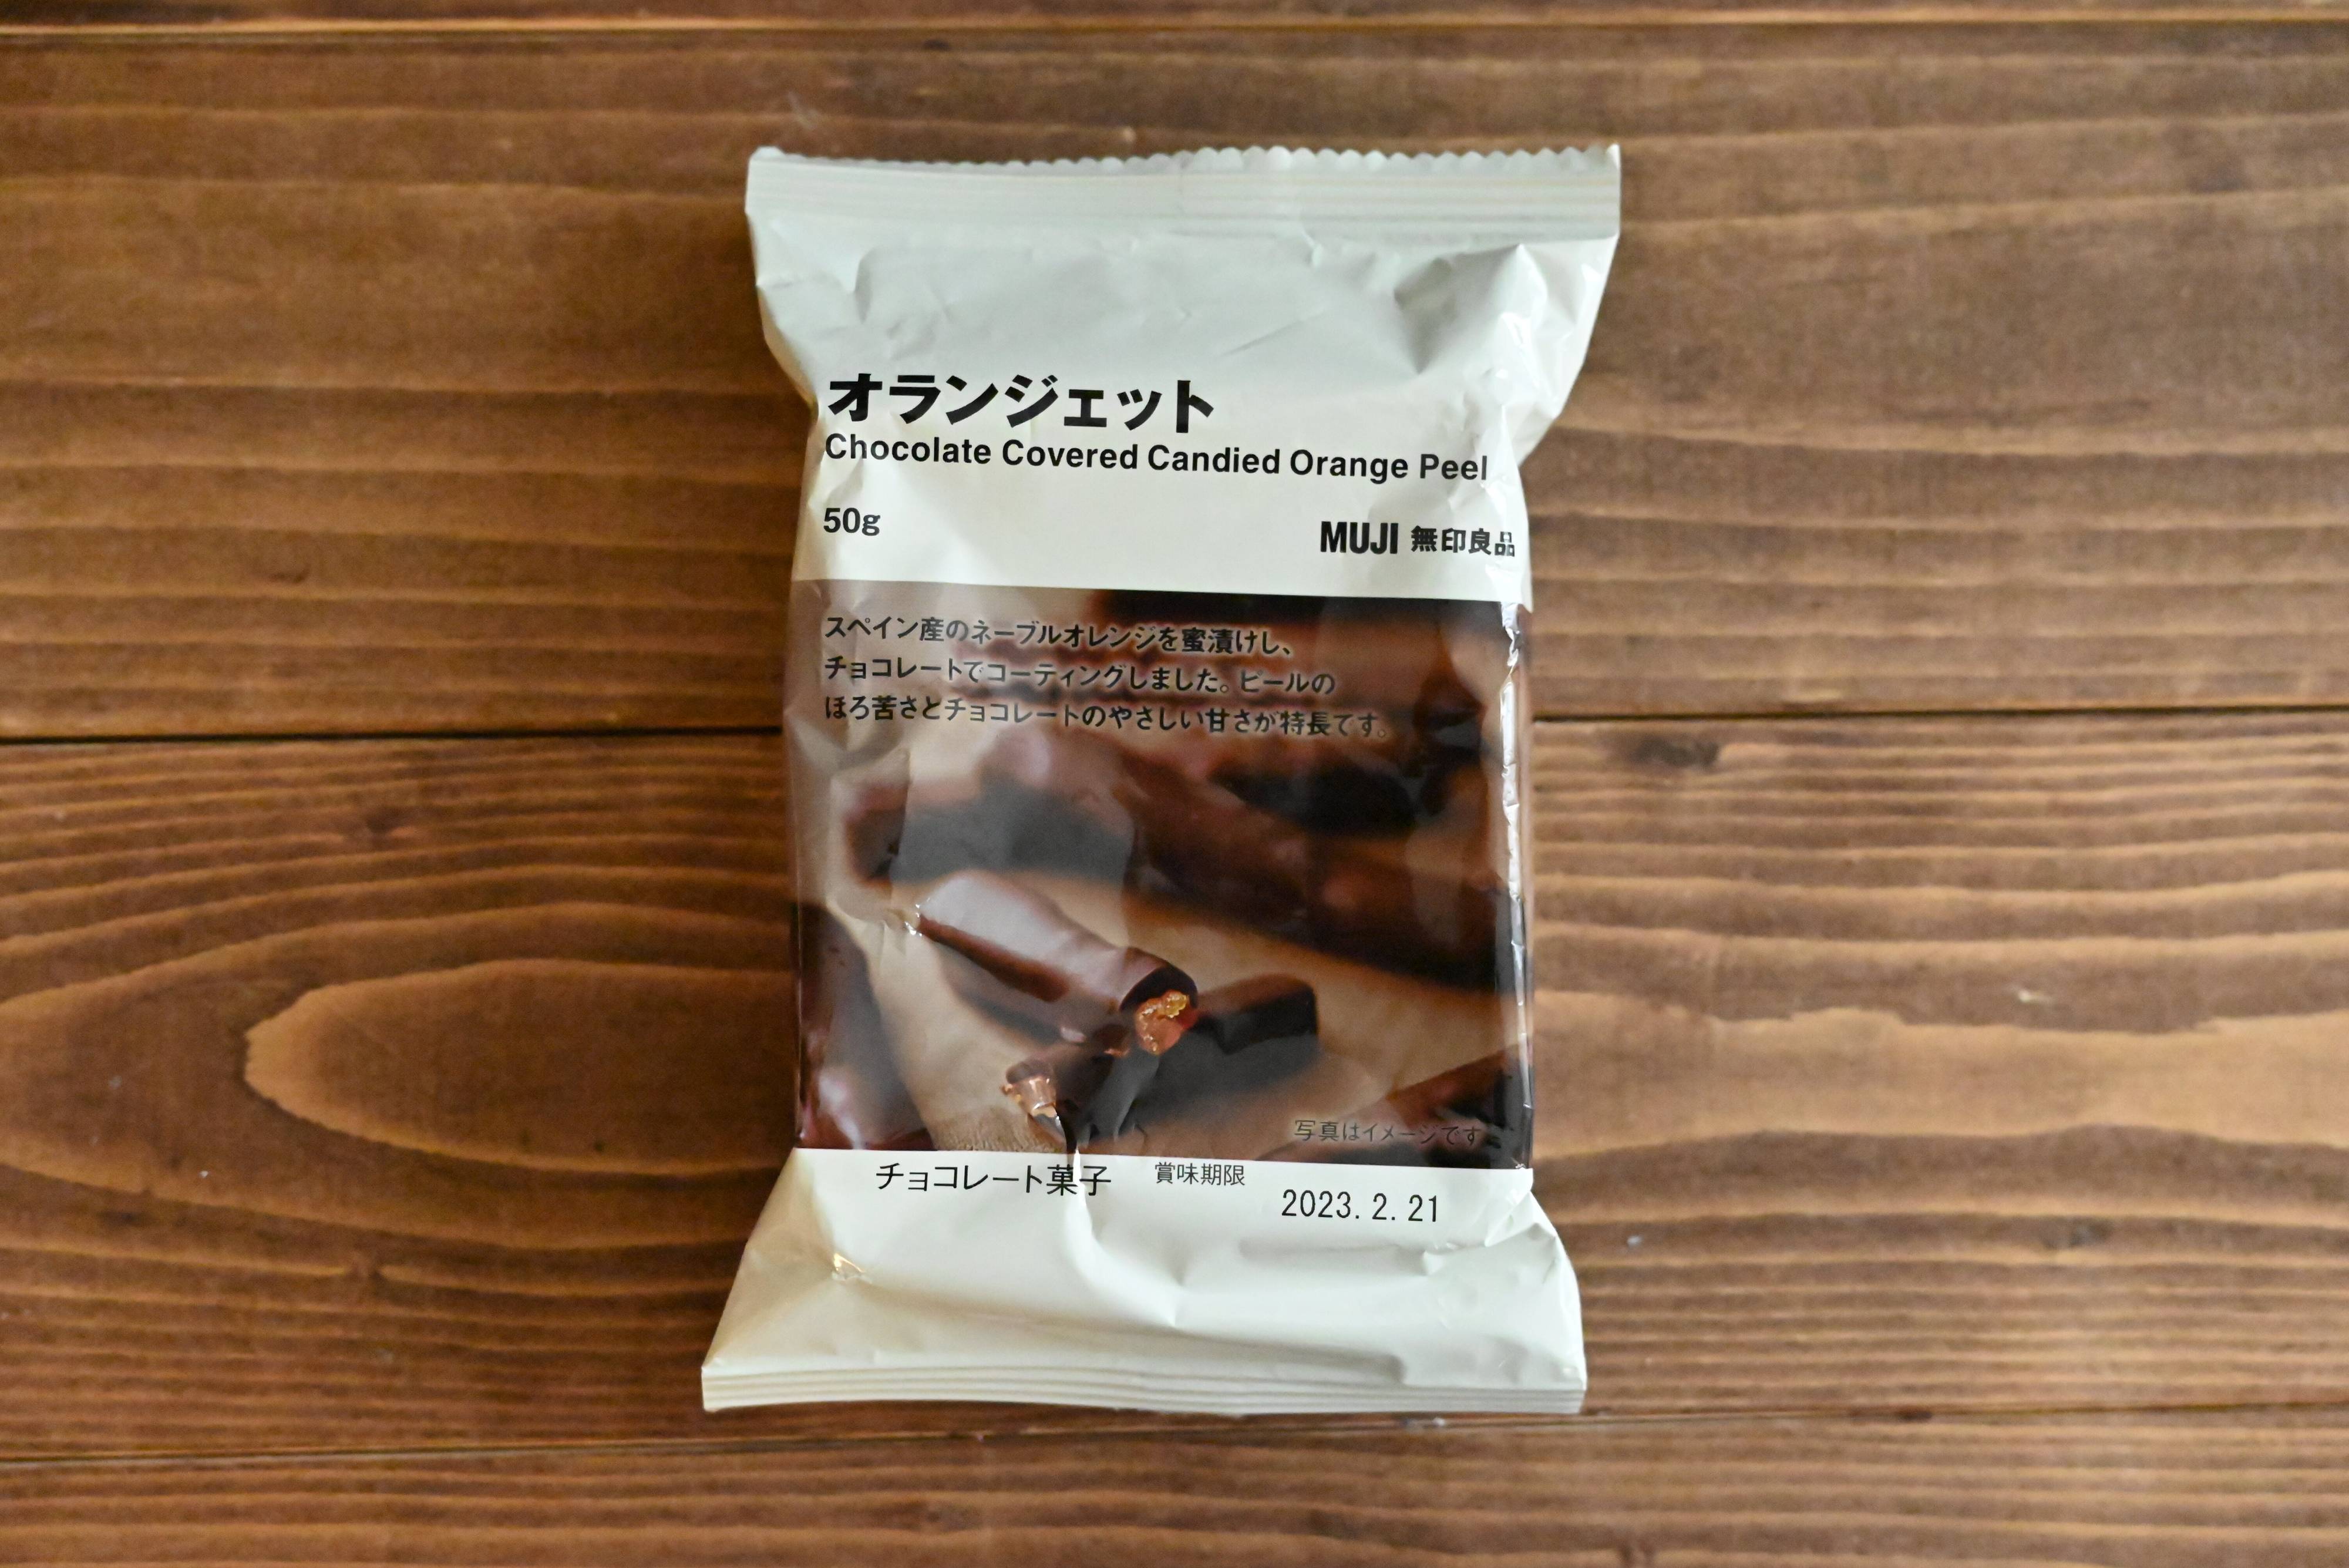 オランジェット
Chocolate Covered Candied Orange Peel
50g
MUJI 無印良品
スペイン産のネーブルオレンジを蜜漬けし、
チョコレートでコーティングしました。ピールの
ほろ苦さとチョコレートのやさしい甘さが特長です。
写真はイメージです
チョコレート菓子 賞味期限
2023. 2. 21